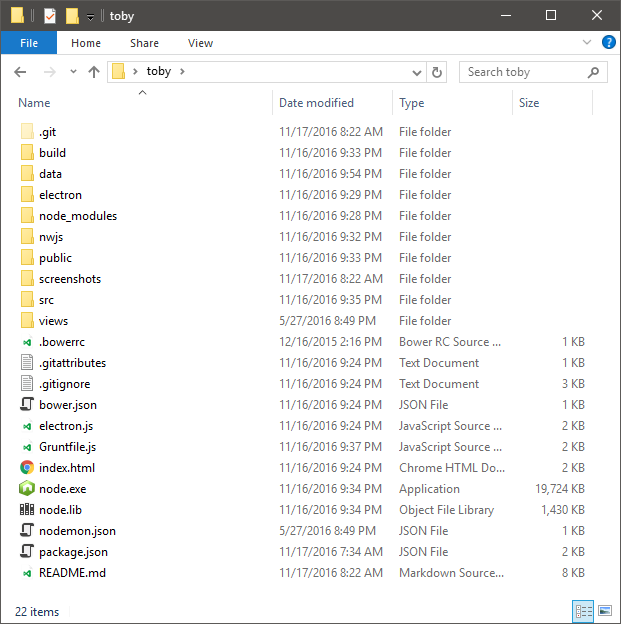 toby
File Home Share View
toby Search toby
Name Date modified Type Size
.git 11/17/2016 8:22 AM File folder
build 11/16/2016 9:33 PM File folder
data 11/16/2016 9:54 PM File folder
electron 11/16/2016 9:29 PM File folder
node_modules 11/16/2016 9:28 PM File folder
nwjs 11/16/2016 9:32 PM File folder
public 11/16/2016 9:33 PM File folder
screenshots 11/17/2016 8:22 AM File folder
src 11/16/2016 9:35 PM File folder
views 5/27/2016 8:49 PM File folder
.bowerrc 12/16/2015 2:16 PM Bower RC Source ... 1 KB
.gitattributes 11/16/2016 9:24 PM Text Document 1 KB
.gitignore 11/16/2016 9:24 PM Text Document 3 KB
bower.json 11/16/2016 9:24 PM JSON File 1 KB
electron.js 11/16/2016 9:24 PM JavaScript Source ... 2 KB
Gruntfile.js 11/16/2016 9:37 PM JavaScript Source ... 2 KB
index.html 11/16/2016 9:24 PM Chrome HTML Do... 2 KB
node.exe 11/16/2016 9:34 PM Application 19,724 KB
node.lib 11/16/2016 9:34 PM Object File Library 1,430 KB
nodemon.json 5/27/2016 8:49 PM JSON File 1 KB
package.json 11/17/2016 7:34 AM JSON File 2 KB
README.md 11/17/2016 8:22 AM Markdown Source... 8 KB
22 items